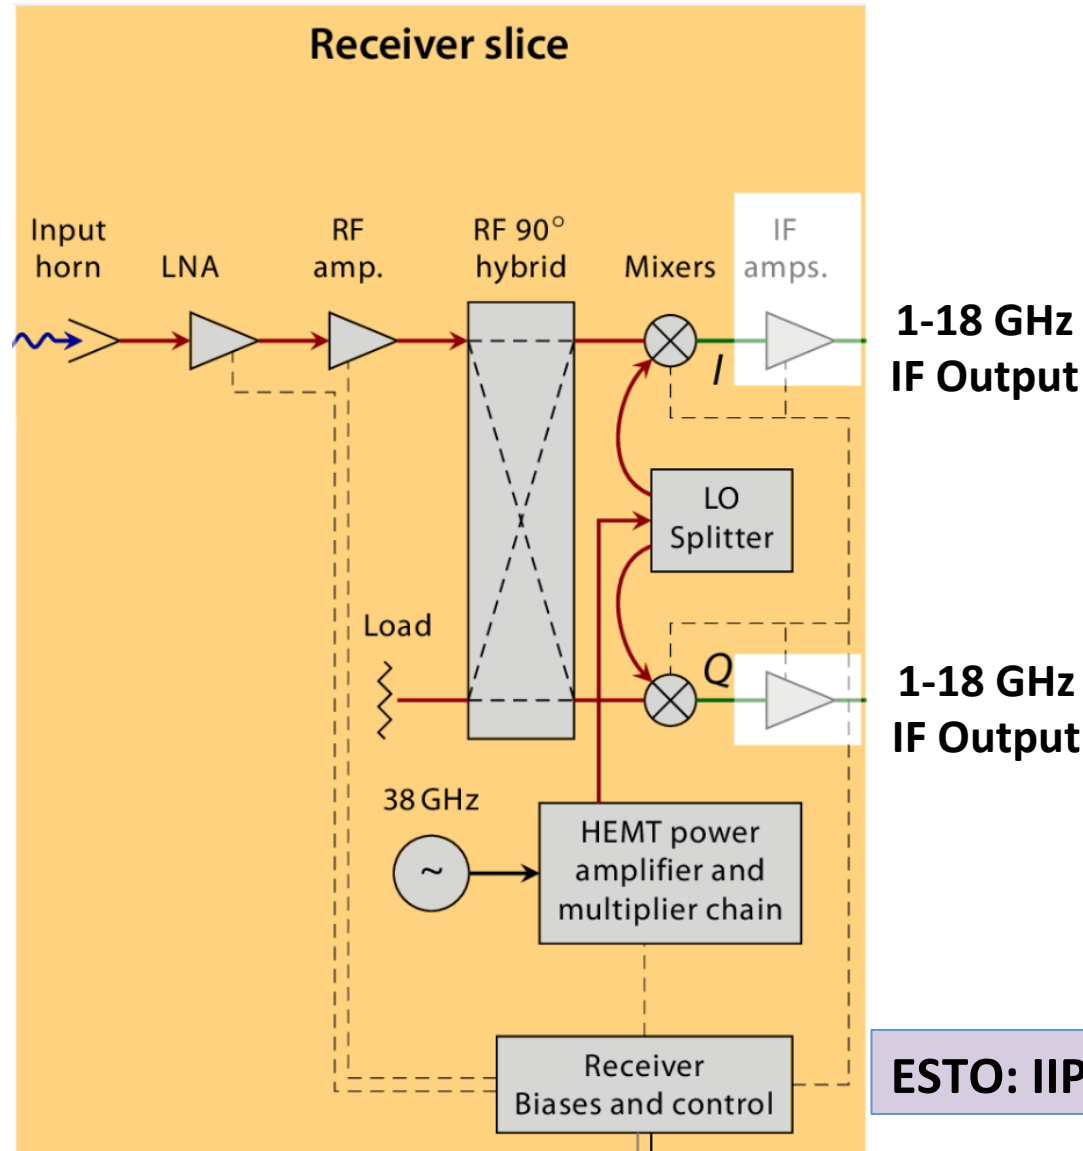 Receiver slice
Input
horn
LNA
RF
amp.
RF 90°
hybrid
Mixers
IF
amps.
1-18 GHz
IF Output
I
LO
Splitter
Load
Q
1-18 GHz
IF Output
38 GHz
~
HEMT power
amplifier and
multiplier chain
Receiver
Biases and control
ESTO: IIP